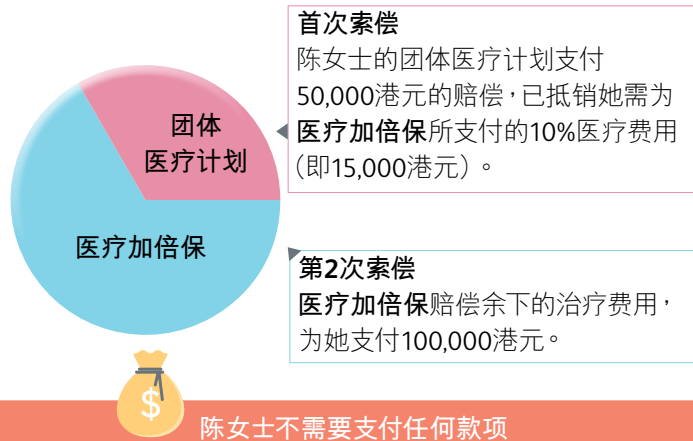 首次索偿
陈女士的团体医疗计划支付
50,000港元的赔偿，已抵销她需为
医疗加倍保所支付的10%医疗费用
（即15,000港元）。
团体
医疗计划
医疗加倍保
第2次索偿
医疗加倍保赔偿余下的治疗费用，
为她支付100,000港元。
$
陈女士不需要支付任何款项